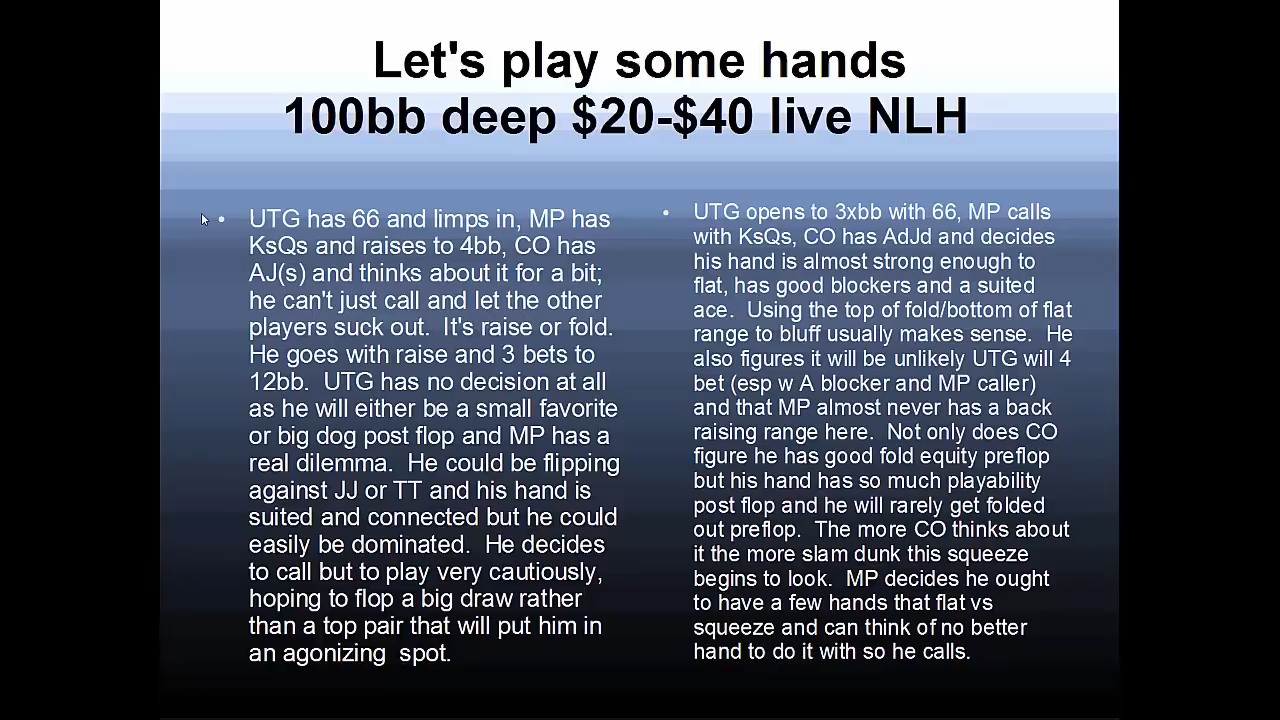 Let's play some hands
100bb deep $20-$40 live NLH
• UTG has 66 and limps in, MP has
KsQs and raises to 4bb, CO has
AJ(s) and thinks about it for a bit;
he can't just call and let the other
players suck out.  It's raise or fold.
He goes with raise and 3 bets to
12bb.  UTG has no decision at all
as he will either be a small favorite
or big dog post flop and MP has a
real dilemma.  He could be flipping
against JJ or TT and his hand is
suited and connected but he could
easily be dominated.  He decides
to call but to play very cautiously,
hoping to flop a big draw rather
than a top pair that will put him in
an agonizing  spot.
• UTG opens to 3xbb with 66, MP calls
with KsQs, CO has AdJd and decides
his hand is almost strong enough to
flat, has good blockers and a suited
ace.  Using the top of fold/bottom of flat
range to bluff usually makes sense.  He
also figures it will be unlikely UTG will 4
bet (esp w A blocker and MP caller)
and that MP almost never has a back
raising range here.  Not only does CO
figure he has good fold equity preflop
but his hand has so much playability
post flop and he will rarely get folded
out preflop.  The more CO thinks about
it the more slam dunk this squeeze
begins to look.  MP decides he ought
to have a few hands that flat vs
squeeze and can think of no better
hand to do it with so he calls.